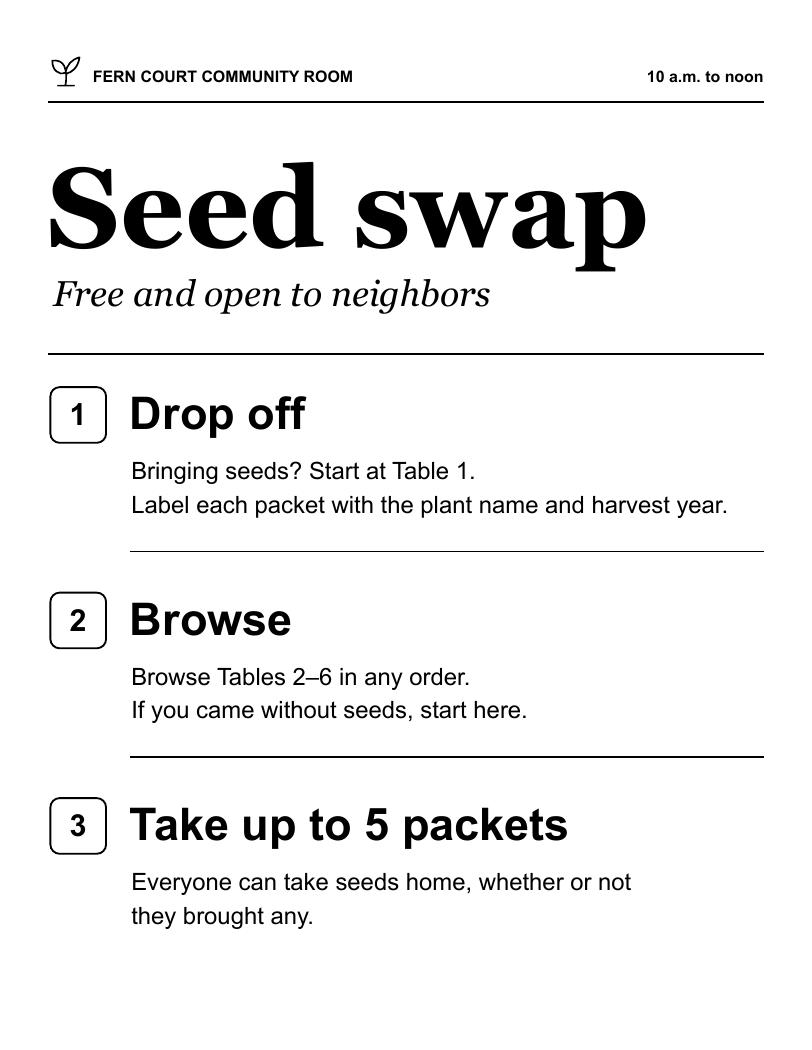 FERN COURT COMMUNITY ROOM
10 a.m. to noon
Seed swap
Free and open to neighbors
1
Drop off
Bringing seeds? Start at Table 1.
Label each packet with the plant name and harvest year.
2
Browse
Browse Tables 2–6 in any order.
If you came without seeds, start here.
3
Take up to 5 packets
Everyone can take seeds home, whether or not
they brought any.